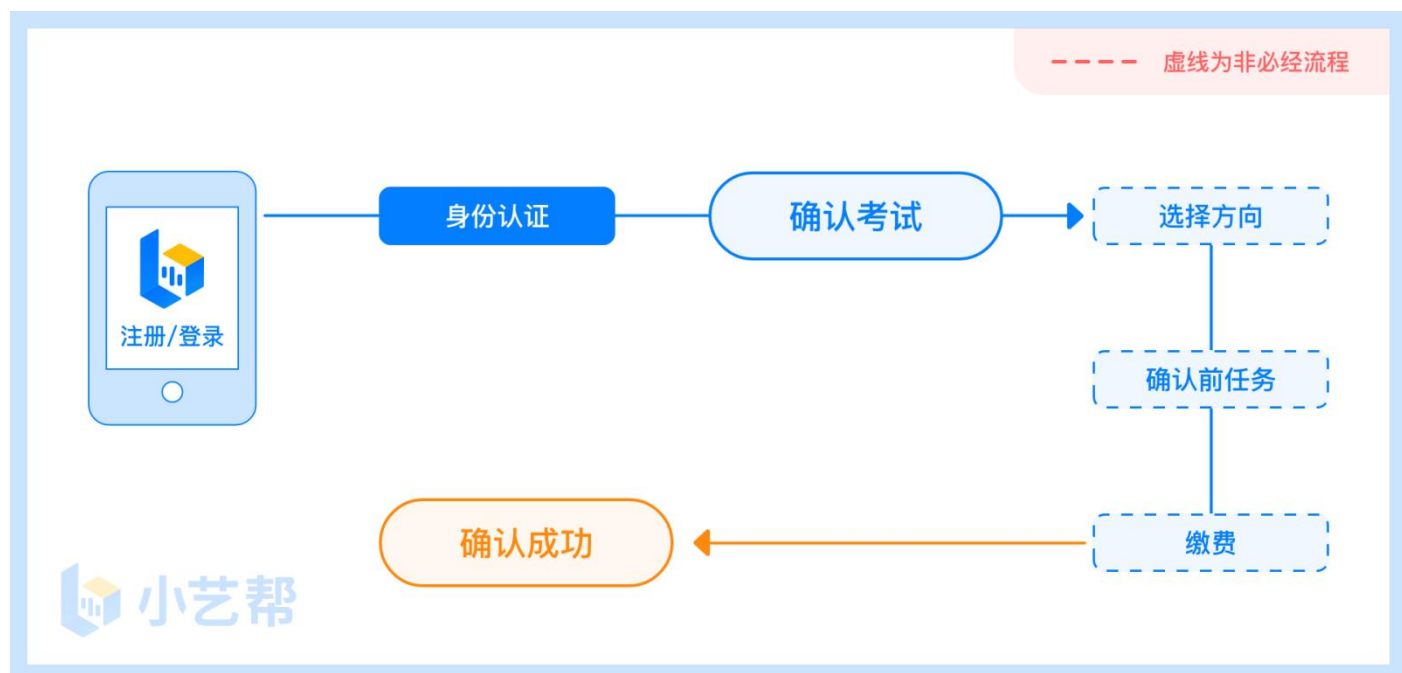 虚线为非必经流程
注册/登录
身份认证
确认考试
选择方向
确认前任务
缴费
确认成功
小艺帮